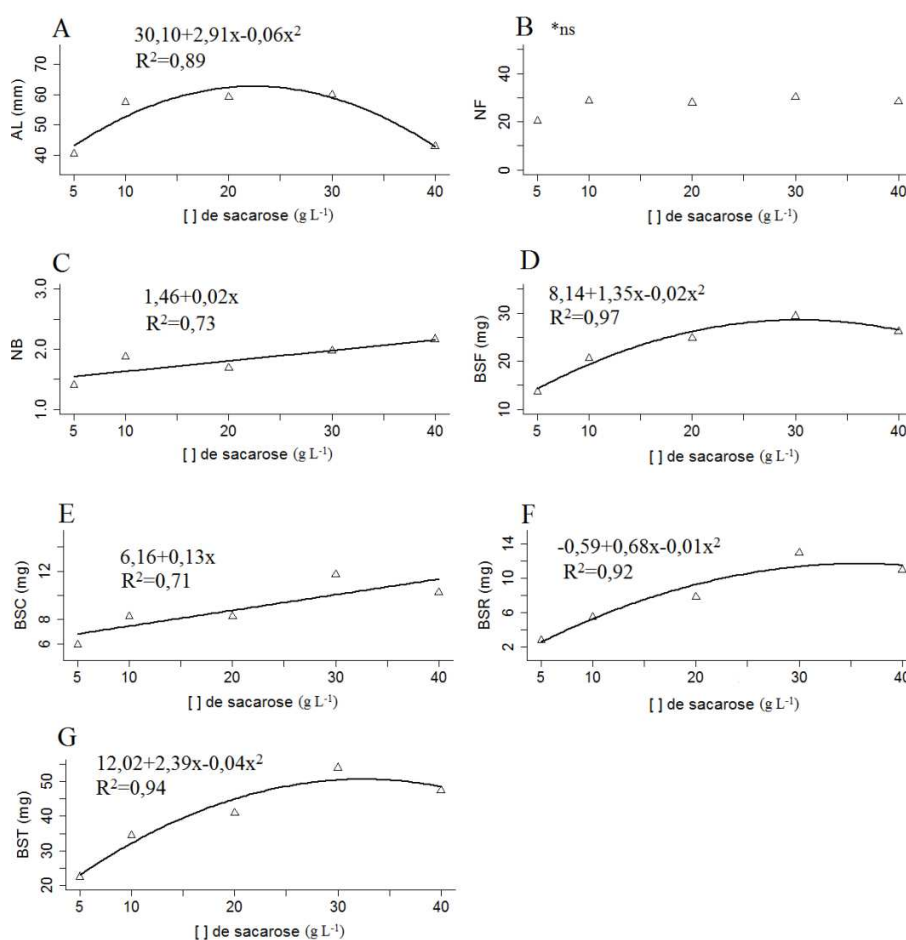 A
30,10+2,91x-0,06x²
R²=0,89
AL (mm)
40 50 60 70
5 10 20 30 40
[ ] de sacarose (g L⁻¹)
B
*ns
NF
0 20 40
5 10 20 30 40
[ ] de sacarose (g L⁻¹)
C
1,46+0,02x
R²=0,73
NB
1.0 2.0 3.0
5 10 20 30 40
[ ] de sacarose (g L⁻¹)
D
8,14+1,35x-0,02x²
R²=0,97
BSF (mg)
10 20 30
5 10 20 30 40
[ ] de sacarose (g L⁻¹)
E
6,16+0,13x
R²=0,71
BSC (mg)
6 8 12
5 10 20 30 40
[ ] de sacarose (g L⁻¹)
F
-0,59+0,68x-0,01x²
R²=0,92
BSR (mg)
2 6 10 14
5 10 20 30 40
[ ] de sacarose (g L⁻¹)
G
12,02+2,39x-0,04x²
R²=0,94
BST (mg)
20 30 40 50
5 10 20 30 40
[ ] de sacarose (g L⁻¹)